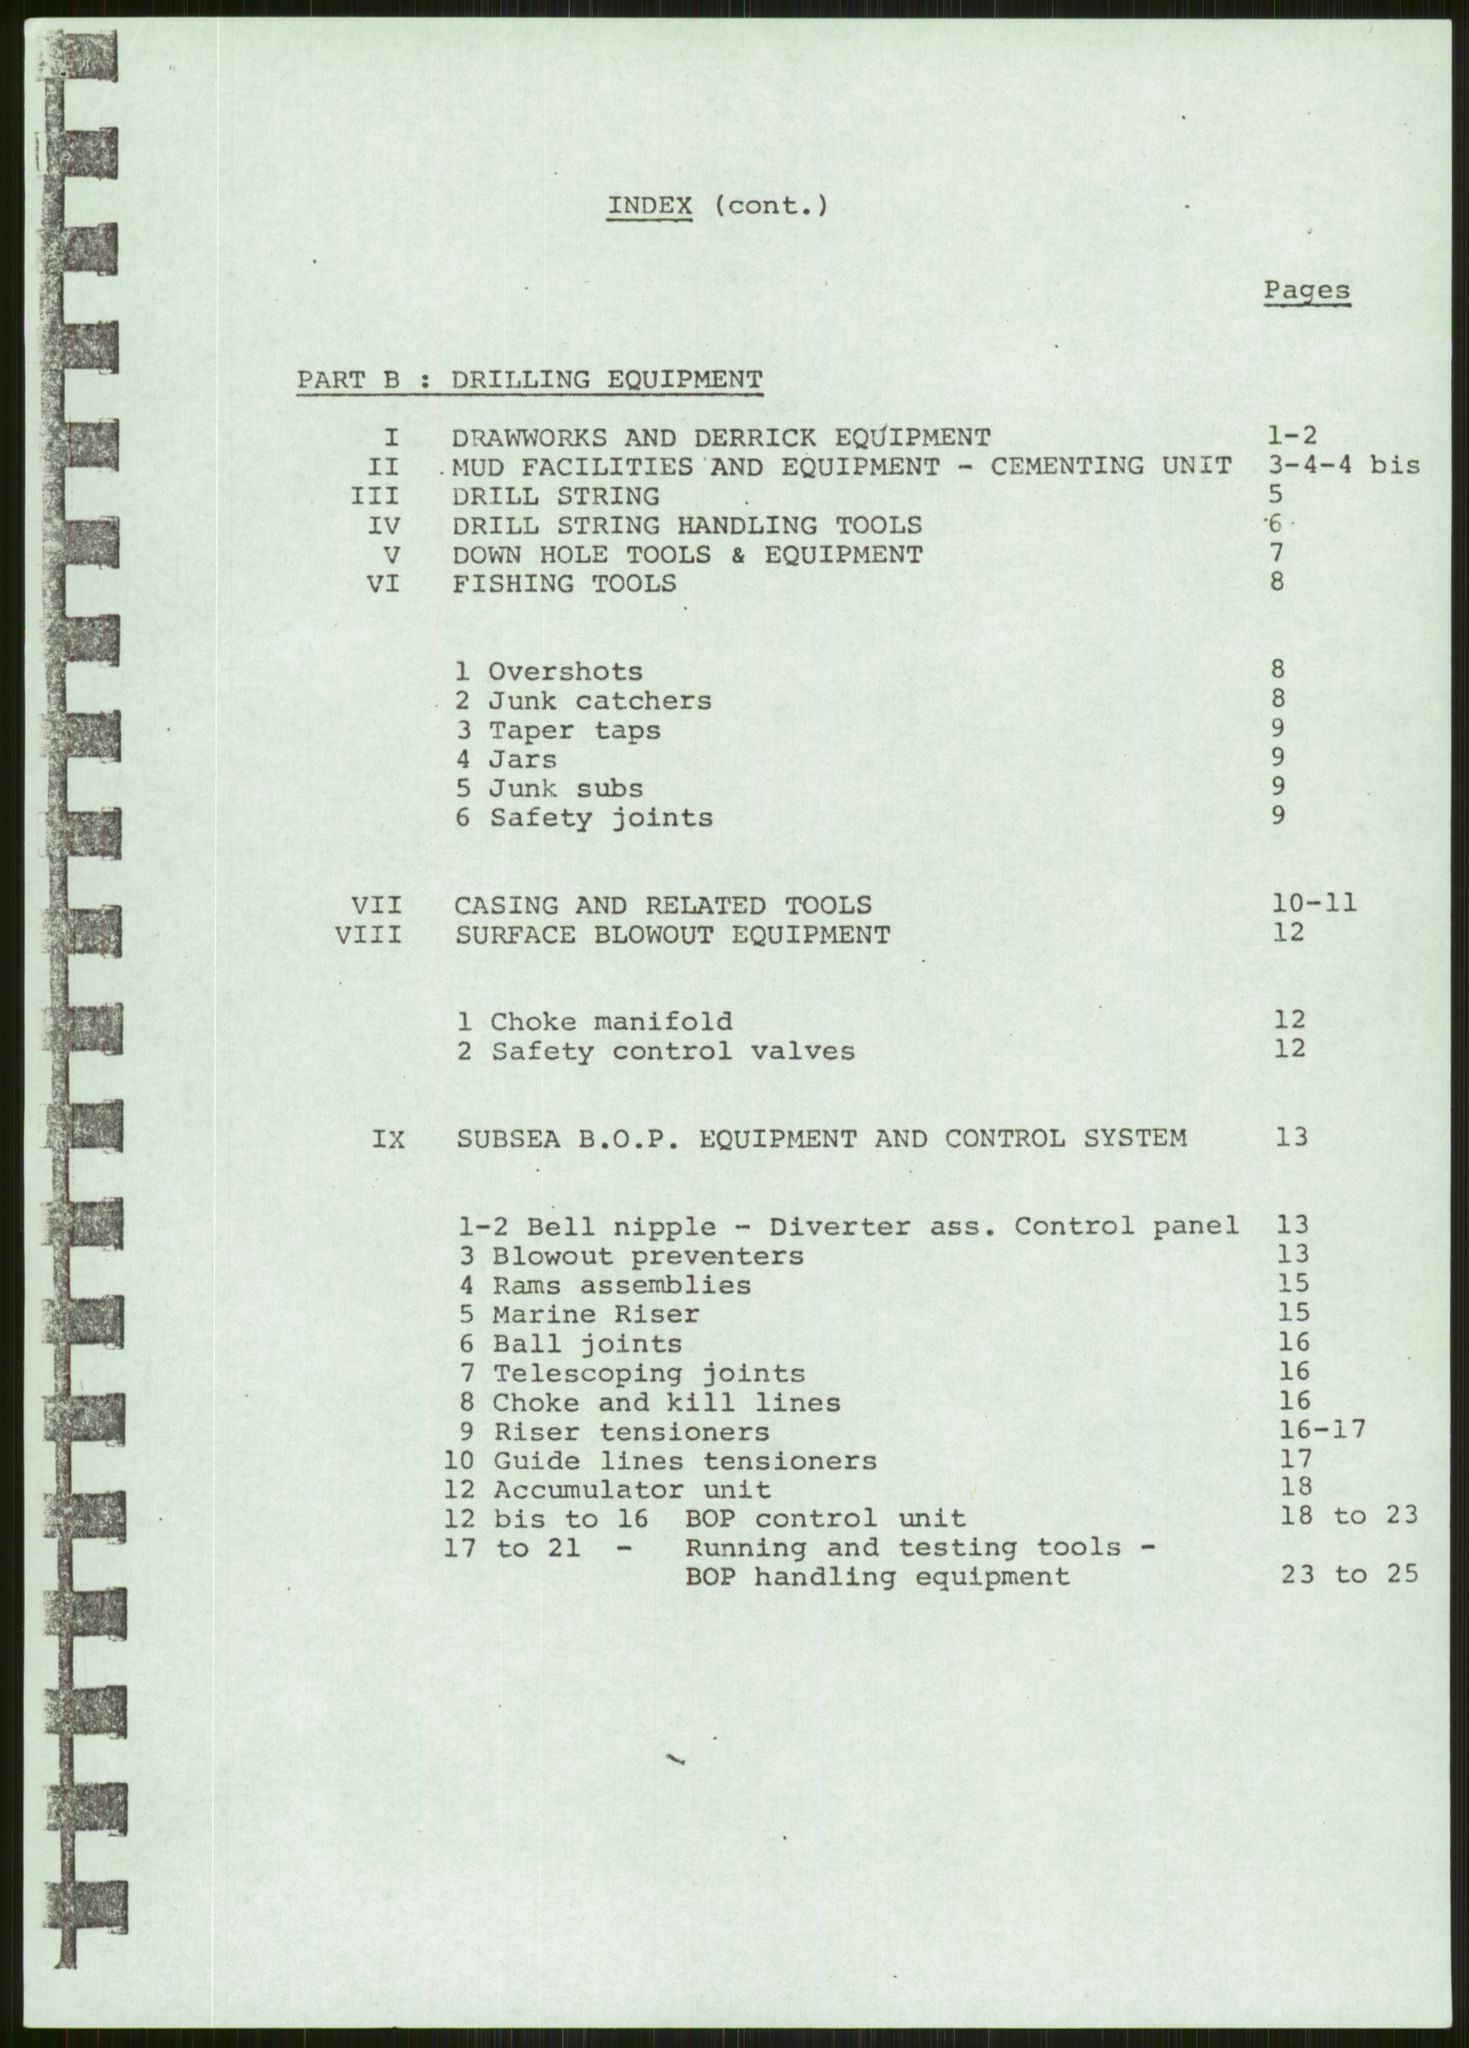 INDEX (cont.)
Pages
PART B : DRILLING EQUIPMENT
I DRAWWORKS AND DERRICK EQUIPMENT 1-2
II MUD FACILITIES AND EQUIPMENT - CEMENTING UNIT 3-4-4 bis
III DRILL STRING 5
IV DRILL STRING HANDLING TOOLS 6
V DOWN HOLE TOOLS & EQUIPMENT 7
VI FISHING TOOLS 8
1 Overshots 8
2 Junk catchers 8
3 Taper taps 9
4 Jars 9
5 Junk subs 9
6 Safety joints 9
VII CASING AND RELATED TOOLS 10-11
VIII SURFACE BLOWOUT EQUIPMENT 12
1 Choke manifold 12
2 Safety control valves 12
IX SUBSEA B.O.P. EQUIPMENT AND CONTROL SYSTEM 13
1-2 Bell nipple - Diverter ass. Control panel 13
3 Blowout preventers 13
4 Rams assemblies 15
5 Marine Riser 15
6 Ball joints 16
7 Telescoping joints 16
8 Choke and kill lines 16
9 Riser tensioners 16-17
10 Guide lines tensioners 17
12 Accumulator unit 18
12 bis to 16 BOP control unit 18 to 23
17 to 21 - Running and testing tools -
BOP handling equipment 23 to 25